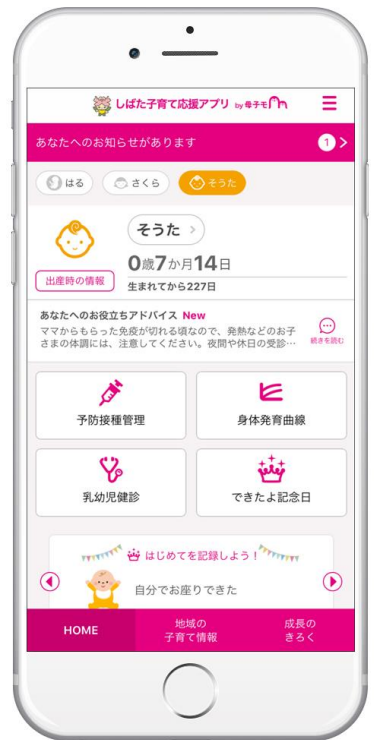 しばた子育て応援アプリ by母子モ
あなたへのお知らせがあります 1
はる さくら そうた
そうた
0歳7か月14日
出産時の情報
生まれてから227日
あなたへのお役立ちアドバイス New
ママからもらった免疫が切れる頃なので、発熱などのお子
さまの体調には、注意してください。夜間や休日の受診…
続きを読む
予防接種管理
身体発育曲線
乳幼児健診
できたよ記念日
はじめてを記録しよう！
自分でお座りできた
HOME
地域の
子育て情報
成長の
きろく